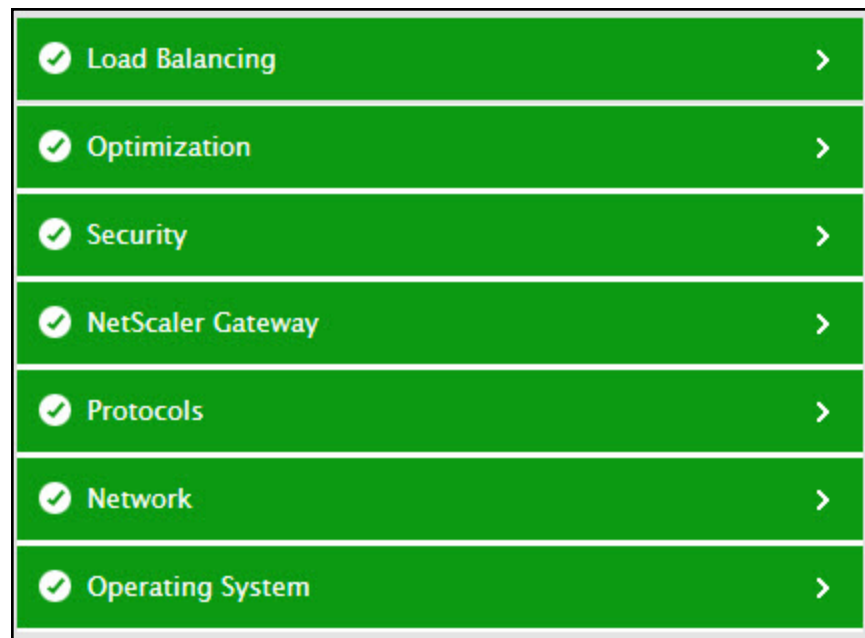 Load Balancing
Optimization
Security
NetScaler Gateway
Protocols
Network
Operating System